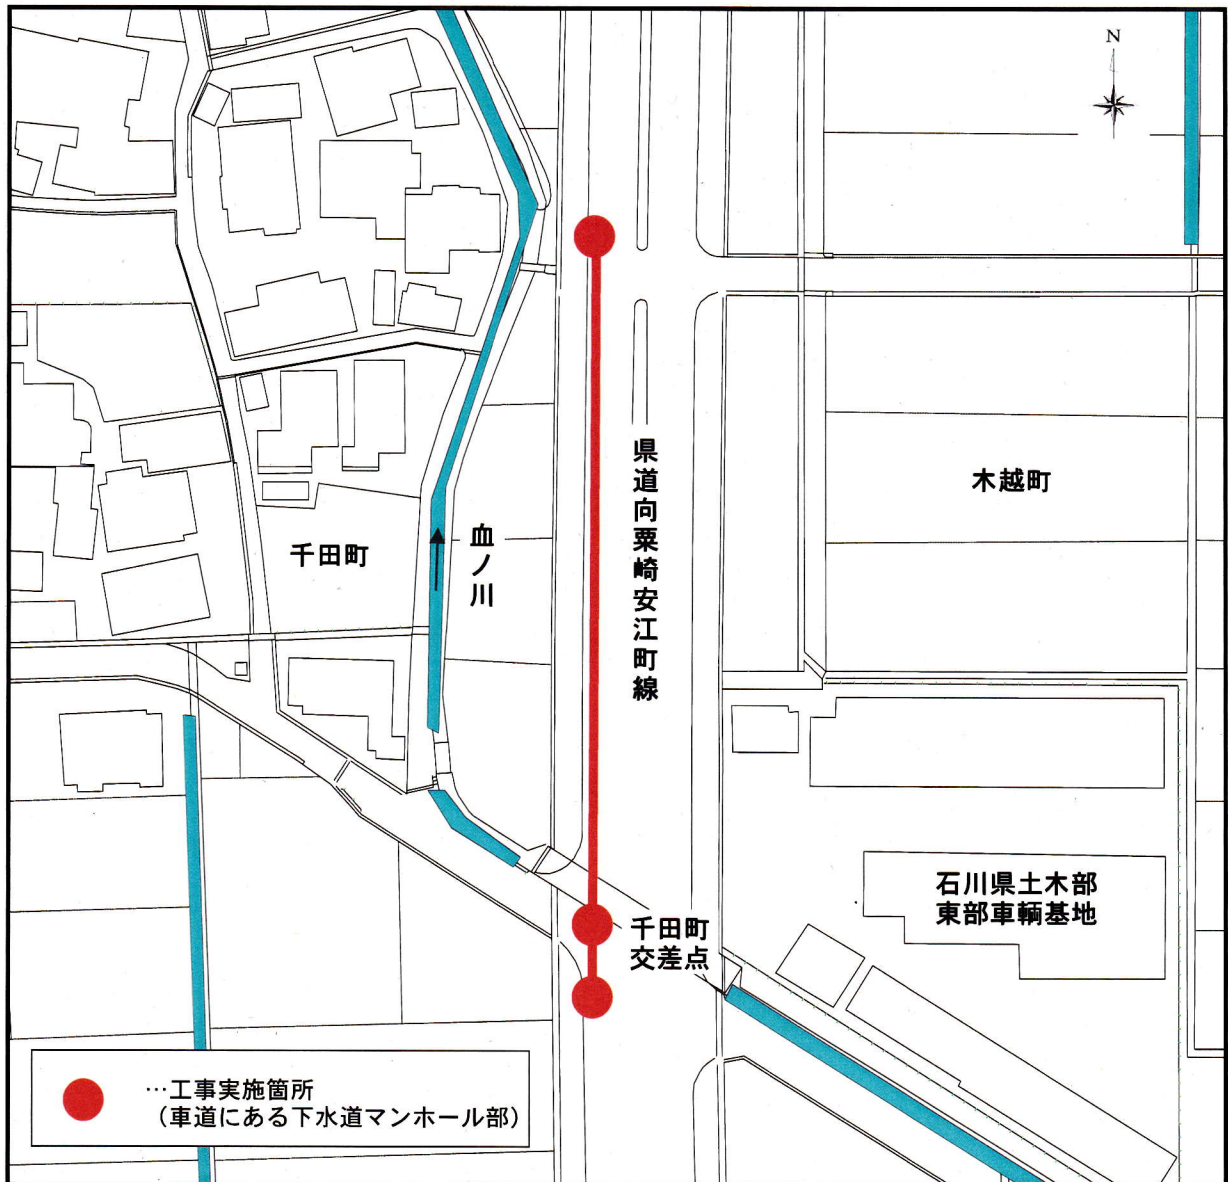 N
県道向粟崎安江町線
木越町
血ノ川
千田町
石川県土木部
東部車輌基地
千田町
交差点
…工事実施箇所
(車道にある下水道マンホール部)